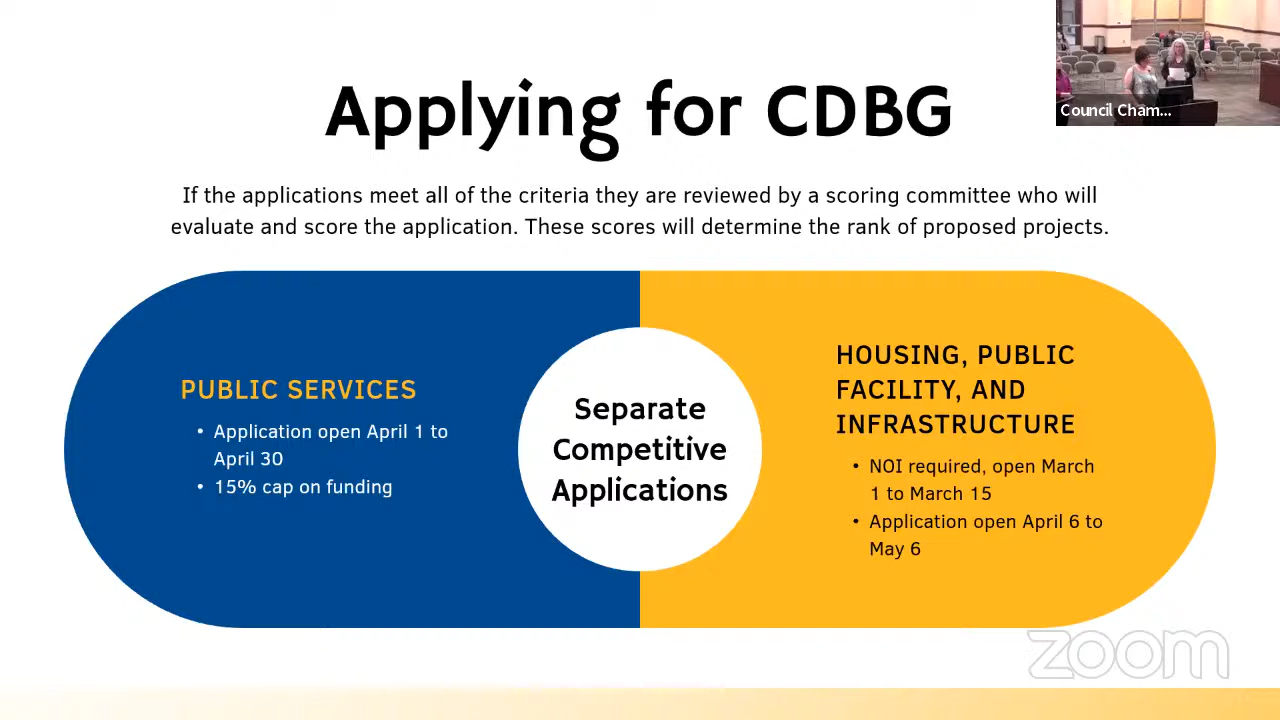 Applying for CDBG
Council Cham...
If the applications meet all of the criteria they are reviewed by a scoring committee who will
evaluate and score the application. These scores will determine the rank of proposed projects.
PUBLIC SERVICES
• Application open April 1 to
April 30
• 15% cap on funding
Separate
Competitive
Applications
HOUSING, PUBLIC
FACILITY, AND
INFRASTRUCTURE
• NOI required, open March
1 to March 15
• Application open April 6 to
May 6
zoom